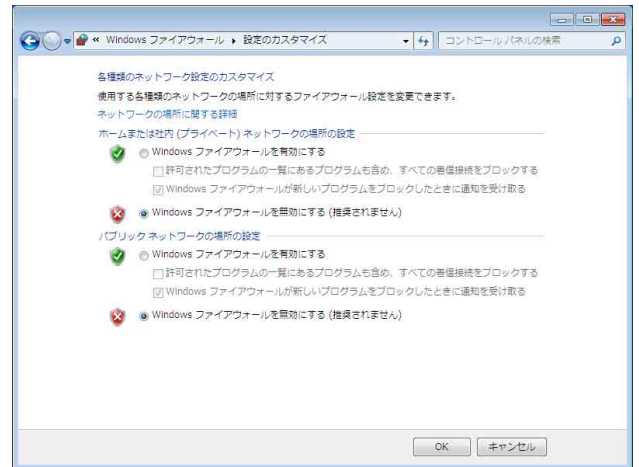 « Windows ファイアウォール ▸ 設定のカスタマイズ
コントロール パネルの検索
各種類のネットワーク設定のカスタマイズ
使用する各種類のネットワークの場所に対するファイアウォール設定を変更できます。
ネットワークの場所に関する詳細
ホームまたは社内 (プライベート) ネットワークの場所の設定
Windows ファイアウォールを有効にする
許可されたプログラムの一覧にあるプログラムも含め、すべての着信接続をブロックする
Windows ファイアウォールが新しいプログラムをブロックしたときに通知を受け取る
Windows ファイアウォールを無効にする (推奨されません)
パブリック ネットワークの場所の設定
Windows ファイアウォールを有効にする
許可されたプログラムの一覧にあるプログラムも含め、すべての着信接続をブロックする
Windows ファイアウォールが新しいプログラムをブロックしたときに通知を受け取る
Windows ファイアウォールを無効にする (推奨されません)
OK
キャンセル